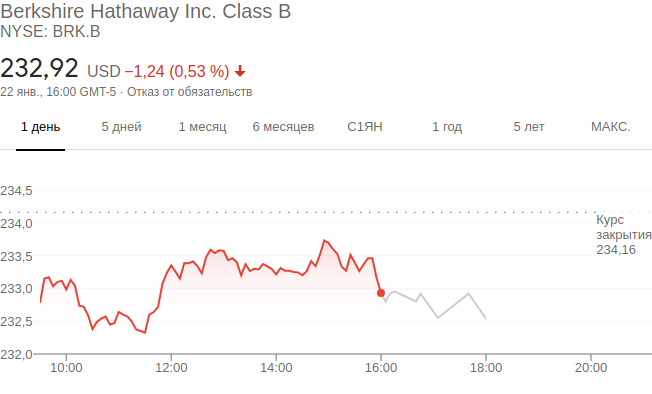 Berkshire Hathaway Inc. Class B
NYSE: BRK.B
232,92 USD −1,24 (0,53 %)
22 янв., 16:00 GMT-5 · Отказ от обязательств
1 день 5 дней 1 месяц 6 месяцев С1ЯН 1 год 5 лет МАКС.
234,5
234,0
233,5
233,0
232,5
232,0
Курс
закрытия
234,16
10:00 12:00 14:00 16:00 18:00 20:00